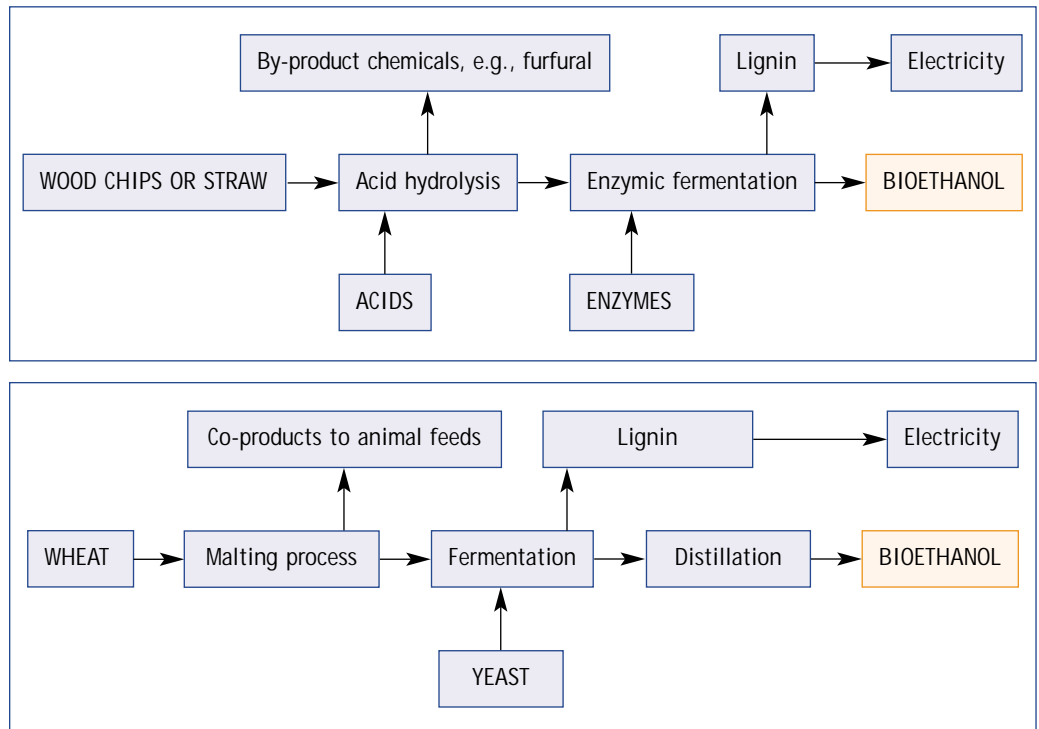 By-product chemicals, e.g., furfural
Lignin
Electricity
WOOD CHIPS OR STRAW
Acid hydrolysis
Enzymic fermentation
BIOETHANOL
ACIDS
ENZYMES
Co-products to animal feeds
Lignin
Electricity
WHEAT
Malting process
Fermentation
Distillation
BIOETHANOL
YEAST